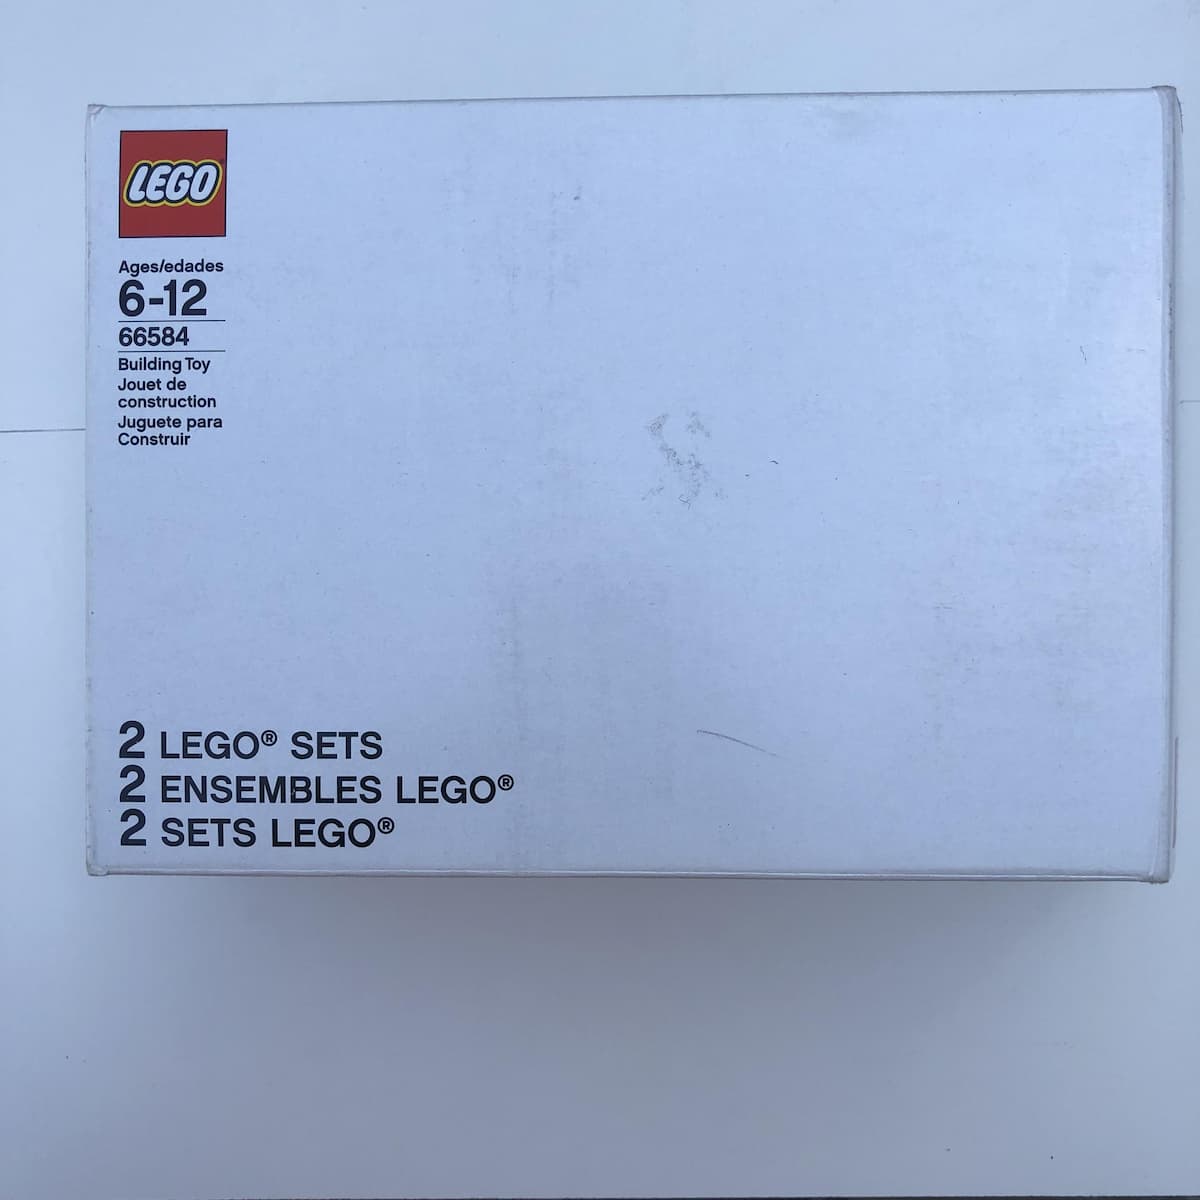 LEGO
Ages/edades
6-12
66584
Building Toy
Jouet de
construction
Juguete para
Construir
2 LEGO® SETS
2 ENSEMBLES LEGO®
2 SETS LEGO®